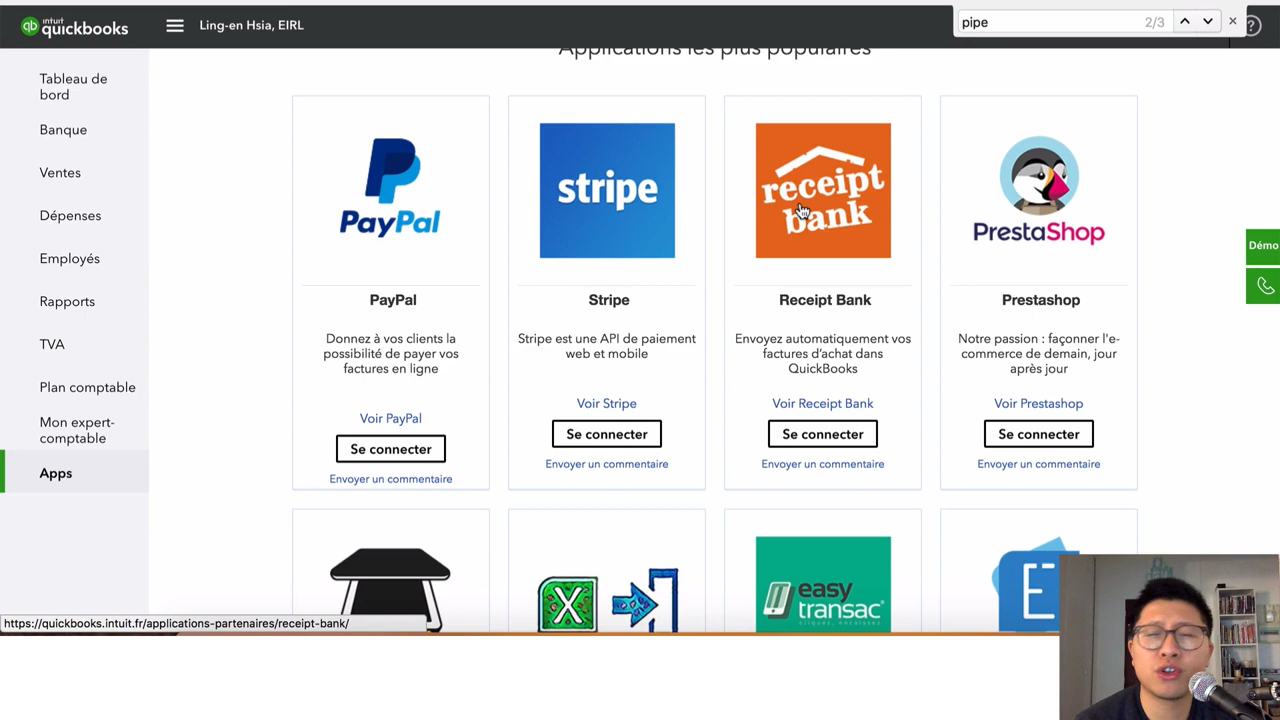 intuit
qb quickbooks
Ling-en Hsia, EIRL
pipe
2/3
?
Applications les plus populaires
Tableau de
bord
Banque
Ventes
Dépenses
Employés
Rapports
TVA
Plan comptable
Mon expert-
comptable
Apps
PayPal
PayPal
Donnez à vos clients la
possibilité de payer vos
factures en ligne
Voir PayPal
Se connecter
Envoyer un commentaire
stripe
Stripe
Stripe est une API de paiement
web et mobile
Voir Stripe
Se connecter
Envoyer un commentaire
receipt
bank
Receipt Bank
Envoyez automatiquement vos
factures d'achat dans
QuickBooks
Voir Receipt Bank
Se connecter
Envoyer un commentaire
PrestaShop
Prestashop
Notre passion : façonner l'e-
commerce de demain, jour
après jour
Voir Prestashop
Se connecter
Envoyer un commentaire
Démo
X
easy
transac
E
https://quickbooks.intuit.fr/applications-partenaires/receipt-bank/